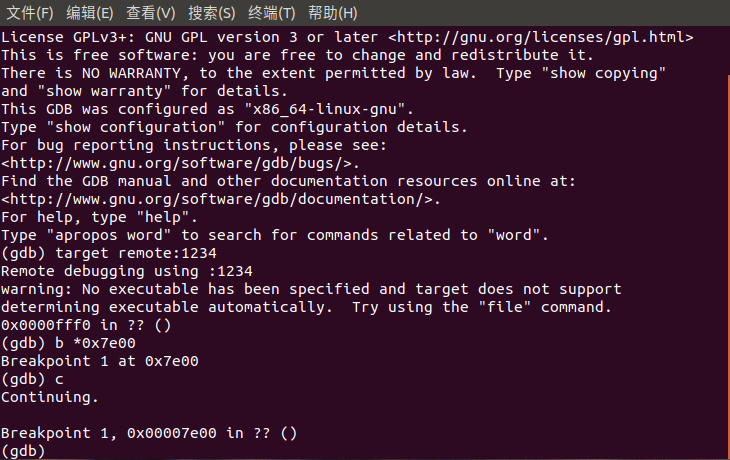 文件(F) 编辑(E) 查看(V) 搜索(S) 终端(T) 帮助(H)
License GPLv3+: GNU GPL version 3 or later <http://gnu.org/licenses/gpl.html>
This is free software: you are free to change and redistribute it.
There is NO WARRANTY, to the extent permitted by law.  Type "show copying"
and "show warranty" for details.
This GDB was configured as "x86_64-linux-gnu".
Type "show configuration" for configuration details.
For bug reporting instructions, please see:
<http://www.gnu.org/software/gdb/bugs/>.
Find the GDB manual and other documentation resources online at:
<http://www.gnu.org/software/gdb/documentation/>.
For help, type "help".
Type "apropos word" to search for commands related to "word".
(gdb) target remote:1234
Remote debugging using :1234
warning: No executable has been specified and target does not support
determining executable automatically.  Try using the "file" command.
0x0000fff0 in ?? ()
(gdb) b *0x7e00
Breakpoint 1 at 0x7e00
(gdb) c
Continuing.

Breakpoint 1, 0x00007e00 in ?? ()
(gdb)